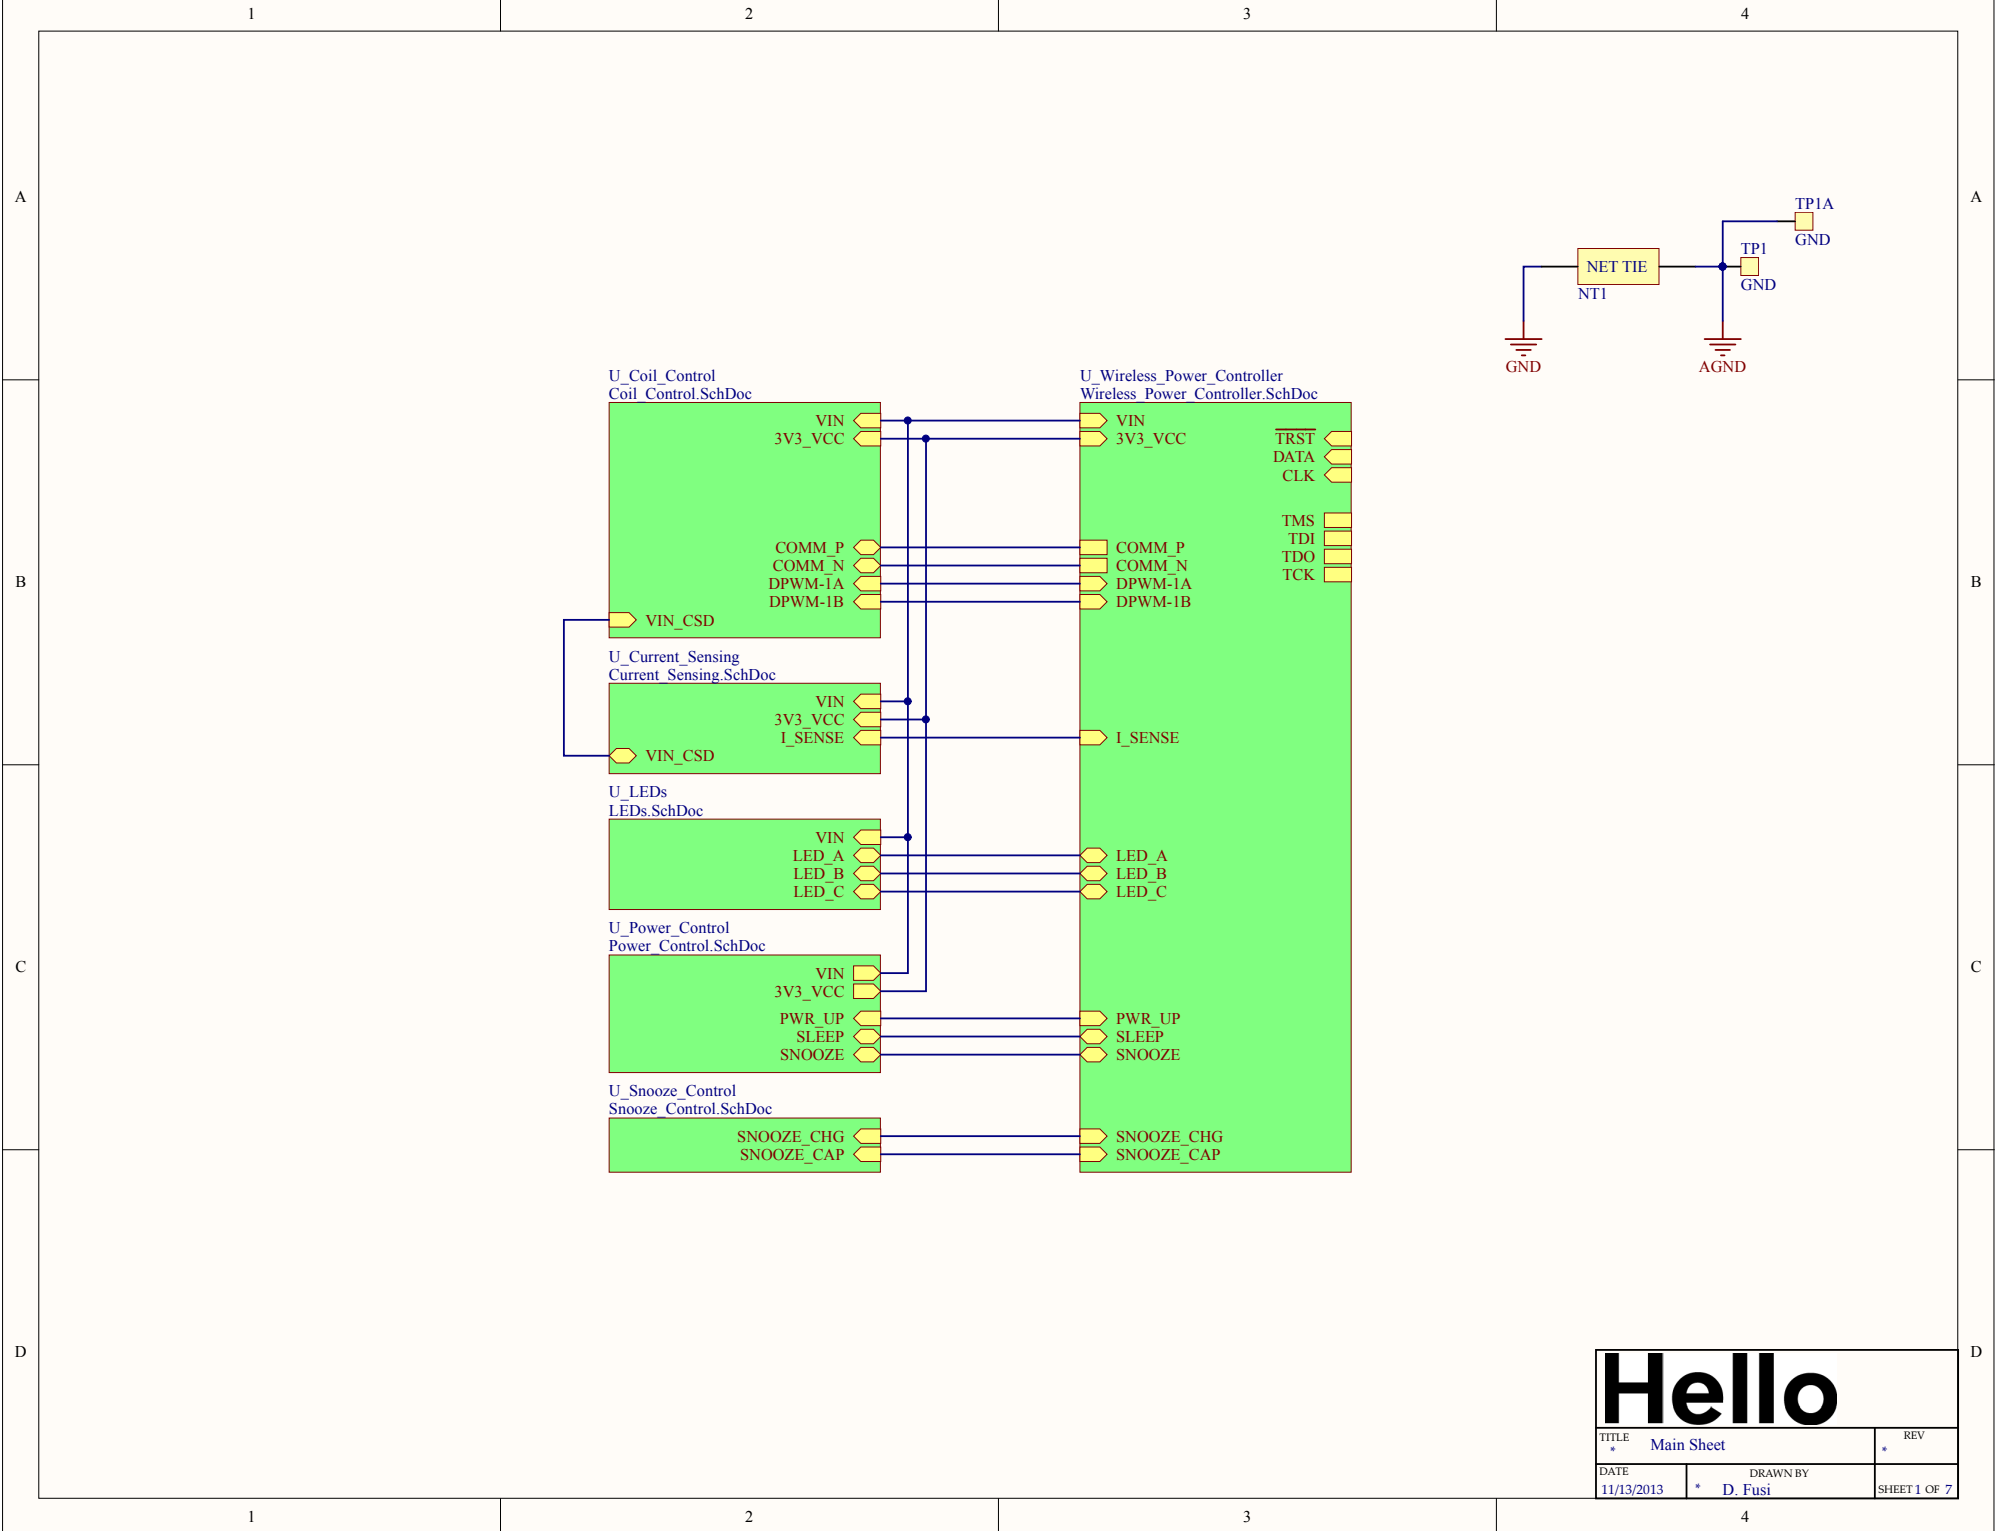 1 2 3 4
A A
TP1A
GND
TP1
GND
NET TIE
NT1
GND AGND
U_Coil_Control
Coil_Control.SchDoc
VIN
3V3_VCC
COMM_P
COMM_N
DPWM-1A
DPWM-1B
VIN_CSD
U_Wireless_Power_Controller
Wireless_Power_Controller.SchDoc
VIN
3V3_VCC
TRST
DATA
CLK
TMS
TDI
TDO
TCK
COMM_P
COMM_N
DPWM-1A
DPWM-1B
I_SENSE
LED_A
LED_B
LED_C
PWR_UP
SLEEP
SNOOZE
SNOOZE_CHG
SNOOZE_CAP
B B
U_Current_Sensing
Current_Sensing.SchDoc
VIN
3V3_VCC
I_SENSE
VIN_CSD
U_LEDs
LEDs.SchDoc
VIN
LED_A
LED_B
LED_C
U_Power_Control
Power_Control.SchDoc
C C
VIN
3V3_VCC
PWR_UP
SLEEP
SNOOZE
U_Snooze_Control
Snooze_Control.SchDoc
SNOOZE_CHG
SNOOZE_CAP
D D
Hello
TITLE
* Main Sheet
REV
*
DATE
11/13/2013
DRAWN BY
* D. Fusi
SHEET 1 OF 7
1 2 3 4